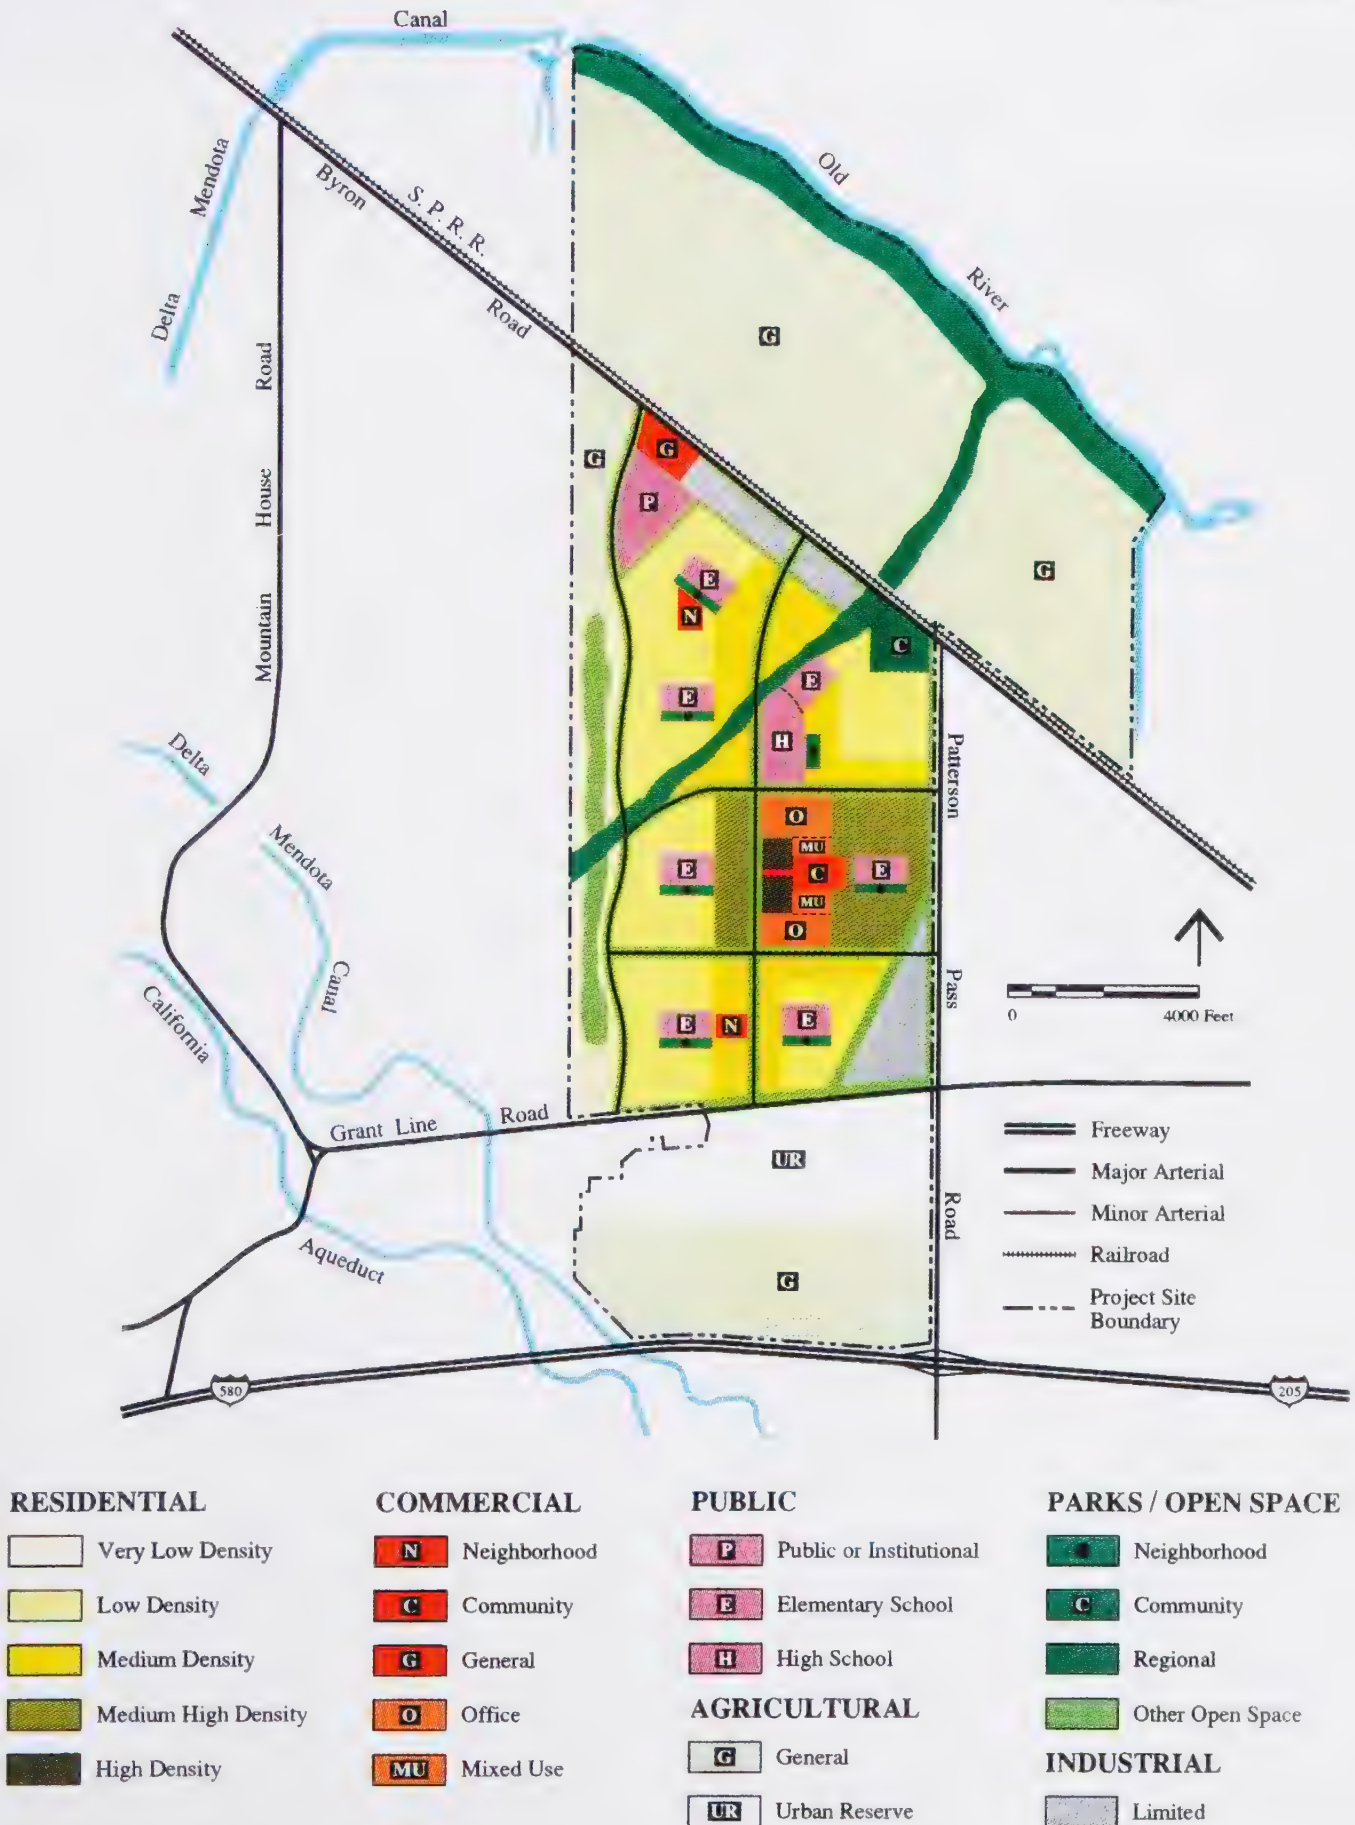 Canal
Mendota
Delta
Byron
Road
S. P. R. R.
Old
River
Mountain House Road
G
G
G
P
E
N
G
C
E
E
H
Delta
Mendota
Canal
Patterson
Pass
Road
O
MU
E
C
E
MU
O
California
Aqueduct
E
N
E
0
4000 Feet
Grant Line Road
UR
G
Freeway
Major Arterial
Minor Arterial
Railroad
Project Site
Boundary
580
205
RESIDENTIAL
Very Low Density
Low Density
Medium Density
Medium High Density
High Density
COMMERCIAL
N Neighborhood
C Community
G General
O Office
MU Mixed Use
PUBLIC
P Public or Institutional
E Elementary School
H High School
AGRICULTURAL
G General
UR Urban Reserve
PARKS / OPEN SPACE
Neighborhood
C Community
Regional
Other Open Space
INDUSTRIAL
Limited